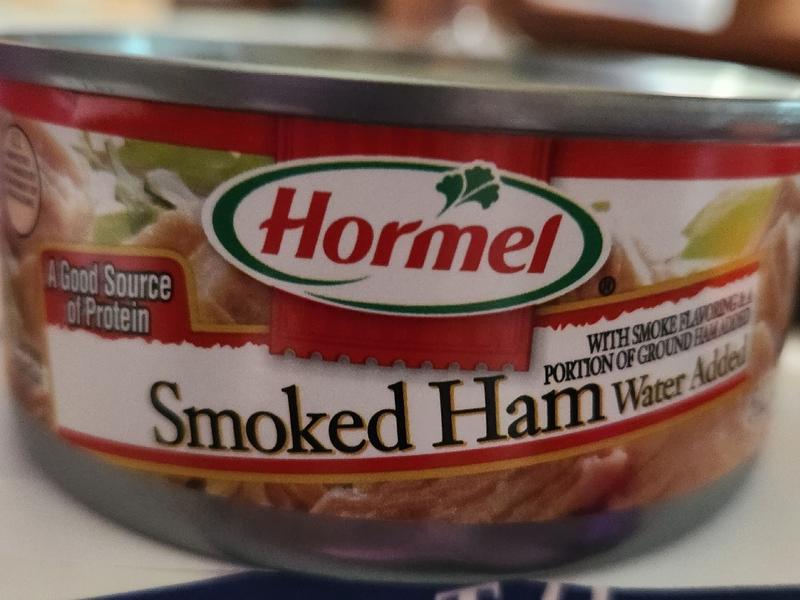 Hormel
®
A Good Source
of Protein
WITH SMOKE FLAVORING & A
PORTION OF GROUND HAM ADDED
Smoked Ham Water Added